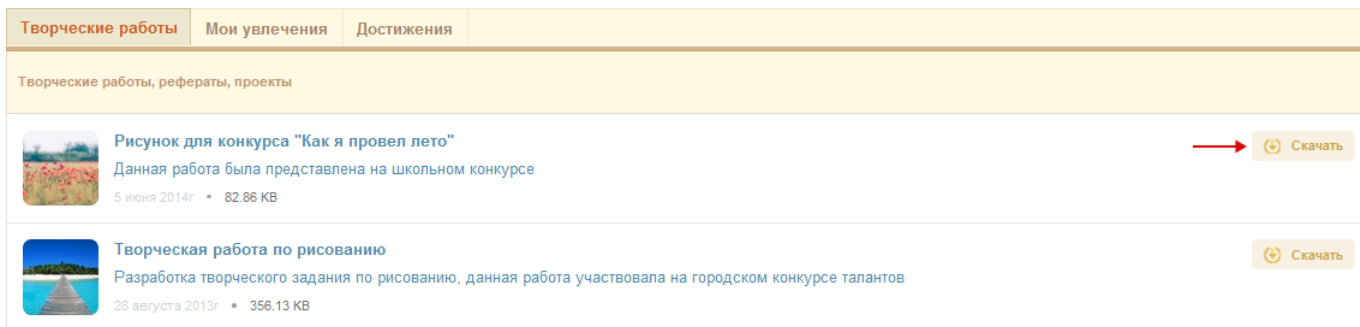 Творческие работы Мои увлечения Достижения
Творческие работы, рефераты, проекты
Рисунок для конкурса "Как я провел лето"
Данная работа была представлена на школьном конкурсе
5 июня 2014г • 82.86 KB
Скачать
Творческая работа по рисованию
Разработка творческого задания по рисованию, данная работа участвовала на городском конкурсе талантов
28 августа 2013г • 356.13 KB
Скачать